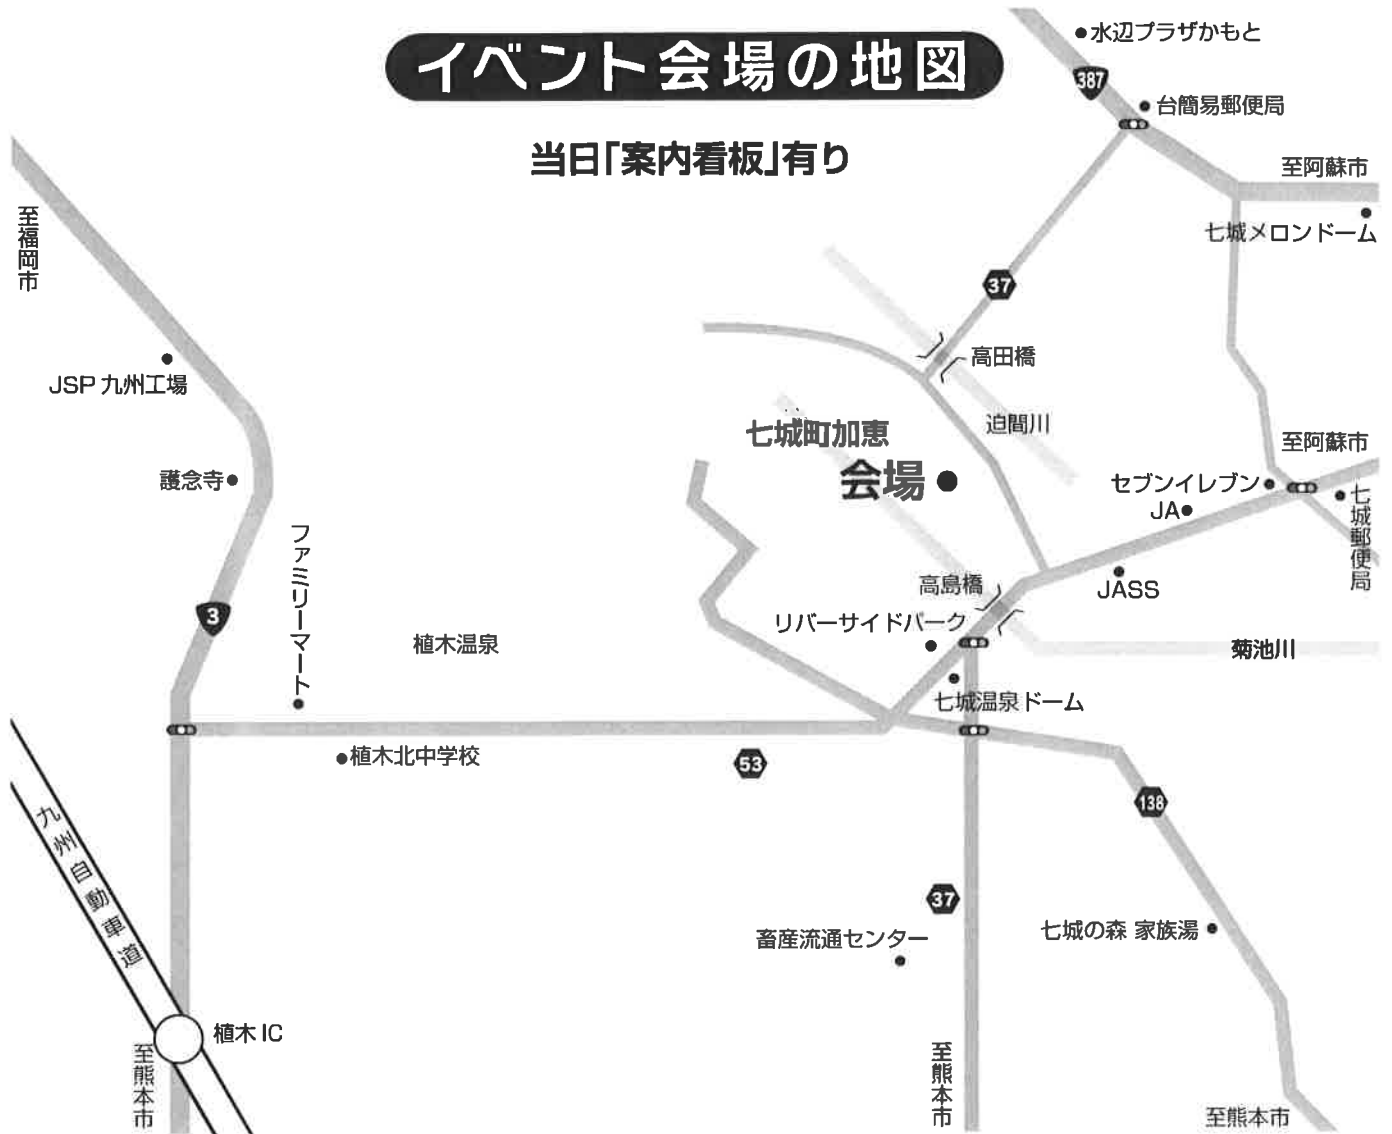 イベント会場の地図
当日「案内看板」有り
水辺プラザかもと
387
台簡易郵便局
至阿蘇市
七城メロンドーム
至福岡市
37
高田橋
JSP 九州工場
迫間川
七城町加恵
会場
至阿蘇市
セブンイレブン
JA
七城郵便局
護念寺
ファミリーマート
高島橋
JASS
リバーサイドパーク
3
植木温泉
菊池川
七城温泉ドーム
植木北中学校
53
138
九州自動車道
37
畜産流通センター
七城の森 家族湯
植木 IC
至熊本市
至熊本市
至熊本市